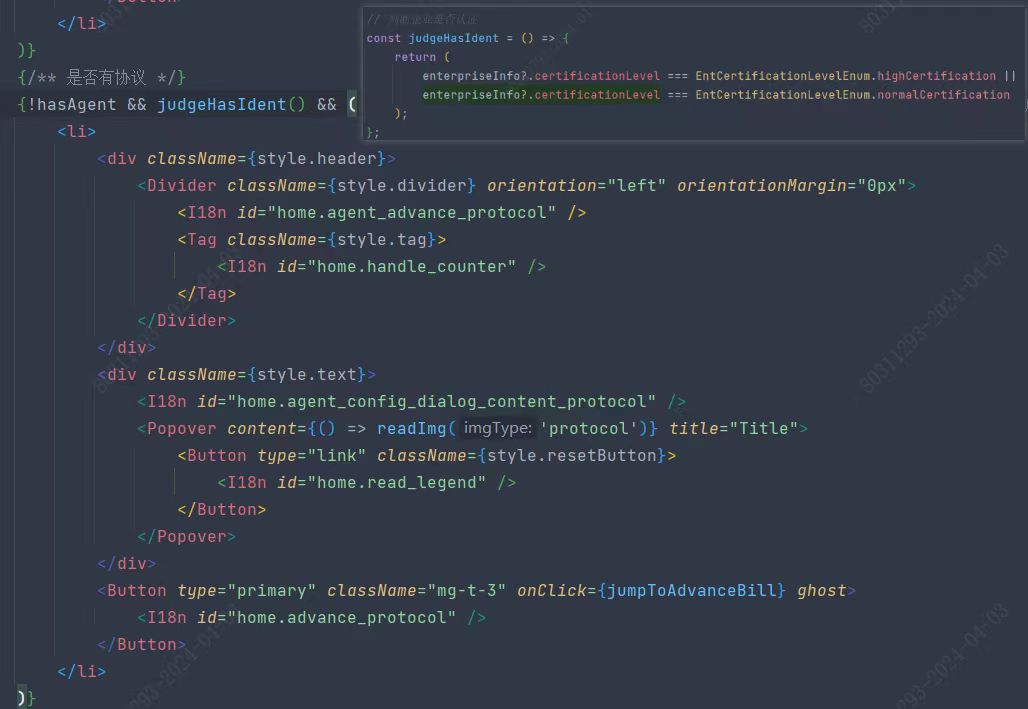 </li>
)}
{/** 是否有协议 */}
{!hasAgent && judgeHasIdent() && (
// 判断企业是否认证
const judgeHasIdent = () => {
return (
enterpriseInfo?.certificationLevel === EntCertificationLevelEnum.highCertification ||
enterpriseInfo?.certificationLevel === EntCertificationLevelEnum.normalCertification
);
};
<li>
<div className={style.header}>
<Divider className={style.divider} orientation="left" orientationMargin="0px">
<I18n id="home.agent_advance_protocol" />
<Tag className={style.tag}>
<I18n id="home.handle_counter" />
</Tag>
</Divider>
</div>
<div className={style.text}>
<I18n id="home.agent_config_dialog_content_protocol" />
<Popover content={() => readImg( imgType: 'protocol')} title="Title">
<Button type="link" className={style.resetButton}>
<I18n id="home.read_legend" />
</Button>
</Popover>
</div>
<Button type="primary" className="mg-t-3" onClick={jumpToAdvanceBill} ghost>
<I18n id="home.advance_protocol" />
</Button>
</li>
)}
80311293-2024-04-03